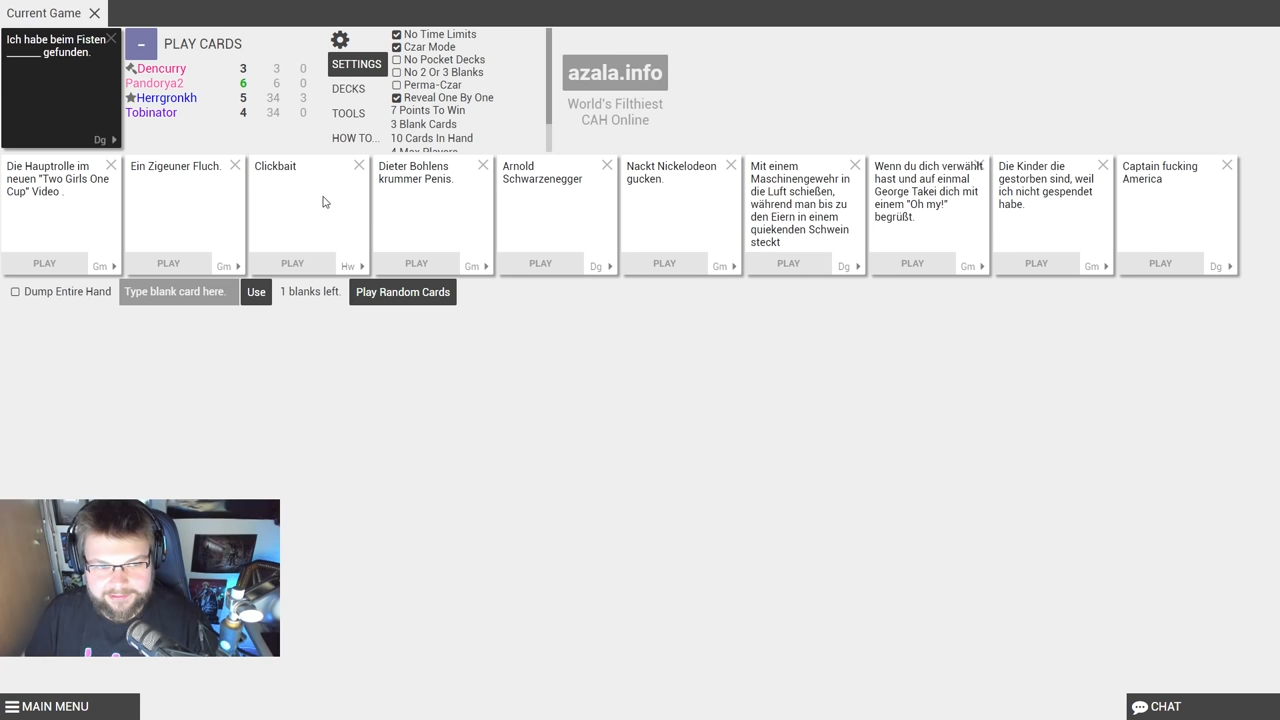 Current Game
Ich habe beim Fisten
______ gefunden.
Dg
–
PLAY CARDS
Dencurry 3 3 0
Pandorya2 6 6 0
Herrgronkh 5 34 3
Tobinator 4 34 0
SETTINGS
DECKS
TOOLS
HOW TO...
No Time Limits
Czar Mode
No Pocket Decks
No 2 Or 3 Blanks
Perma-Czar
Reveal One By One
7 Points To Win
3 Blank Cards
10 Cards In Hand
4 Max Players
azala.info
World's Filthiest
CAH Online
Die Hauptrolle im
neuen "Two Girls One
Cup" Video .
PLAY
Gm
Ein Zigeuner Fluch.
PLAY
Gm
Clickbait
PLAY
Hw
Dieter Bohlens
krummer Penis.
PLAY
Gm
Arnold
Schwarzenegger
PLAY
Dg
Nackt Nickelodeon
gucken.
PLAY
Gm
Mit einem
Maschinengewehr in
die Luft schießen,
während man bis zu
den Eiern in einem
quiekenden Schwein
steckt
PLAY
Dg
Wenn du dich verwählt
hast und auf einmal
George Takei dich mit
einem "Oh my!"
begrüßt.
PLAY
Gm
Die Kinder die
gestorben sind, weil
ich nicht gespendet
habe.
PLAY
Gm
Captain fucking
America
PLAY
Dg
Dump Entire Hand
Type blank card here.
Use
1 blanks left.
Play Random Cards
MAIN MENU
CHAT